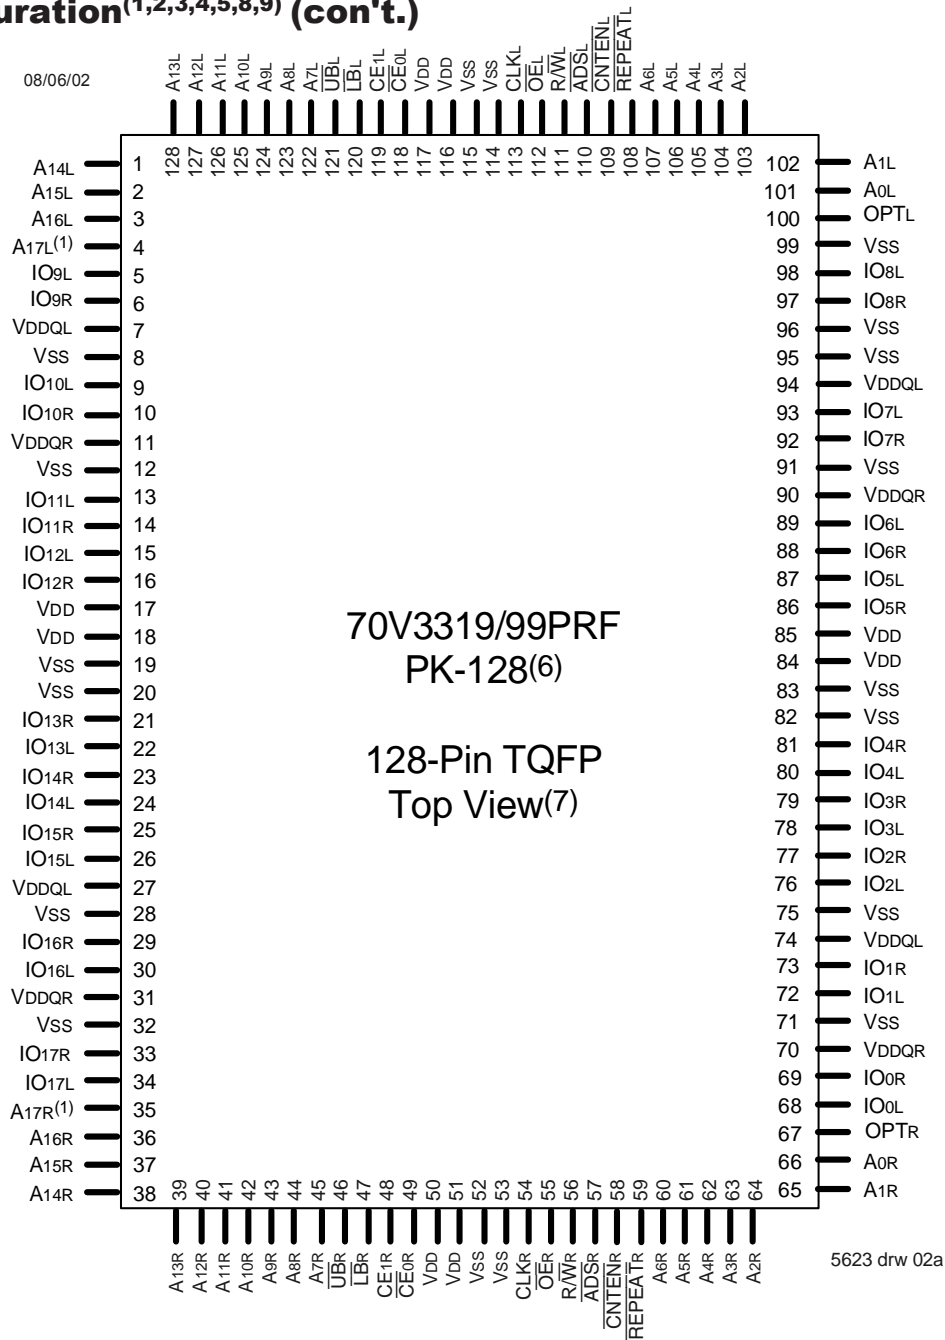 uration(1,2,3,4,5,8,9) (con't.)
08/06/02
A13L A12L A11L A10L A9L A8L A7L UBL LBL CE1L CE0L VDD VDD VSS VSS CLKL OEL R/WL ADSL CNTENL REPEATL A6L A5L A4L A3L A2L
128 127 126 125 124 123 122 121 120 119 118 117 116 115 114 113 112 111 110 109 108 107 106 105 104 103
A14L 1 102 A1L
A15L 2 101 A0L
A16L 3 100 OPTL
A17L(1) 4 99 VSS
IO9L 5 98 IO8L
IO9R 6 97 IO8R
VDDQL 7 96 VSS
VSS 8 95 VSS
IO10L 9 94 VDDQL
IO10R 10 93 IO7L
VDDQR 11 92 IO7R
VSS 12 91 VSS
IO11L 13 90 VDDQR
IO11R 14 89 IO6L
IO12L 15 88 IO6R
IO12R 16 87 IO5L
VDD 17 86 IO5R
VDD 18 85 VDD
VSS 19 84 VDD
VSS 20 83 VSS
IO13R 21 82 VSS
IO13L 22 81 IO4R
IO14R 23 80 IO4L
IO14L 24 79 IO3R
IO15R 25 78 IO3L
IO15L 26 77 IO2R
VDDQL 27 76 IO2L
VSS 28 75 VSS
IO16R 29 74 VDDQL
IO16L 30 73 IO1R
VDDQR 31 72 IO1L
VSS 32 71 VSS
IO17R 33 70 VDDQR
IO17L 34 69 IO0R
A17R(1) 35 68 IO0L
A16R 36 67 OPTR
A15R 37 66 A0R
A14R 38 65 A1R
70V3319/99PRF
PK-128(6)
128-Pin TQFP
Top View(7)
39 40 41 42 43 44 45 46 47 48 49 50 51 52 53 54 55 56 57 58 59 60 61 62 63 64
A13R A12R A11R A10R A9R A8R A7R UBR LBR CE1R CE0R VDD VDD VSS VSS CLKR OER R/WR ADSR CNTENR REPEATR A6R A5R A4R A3R A2R
5623 drw 02a